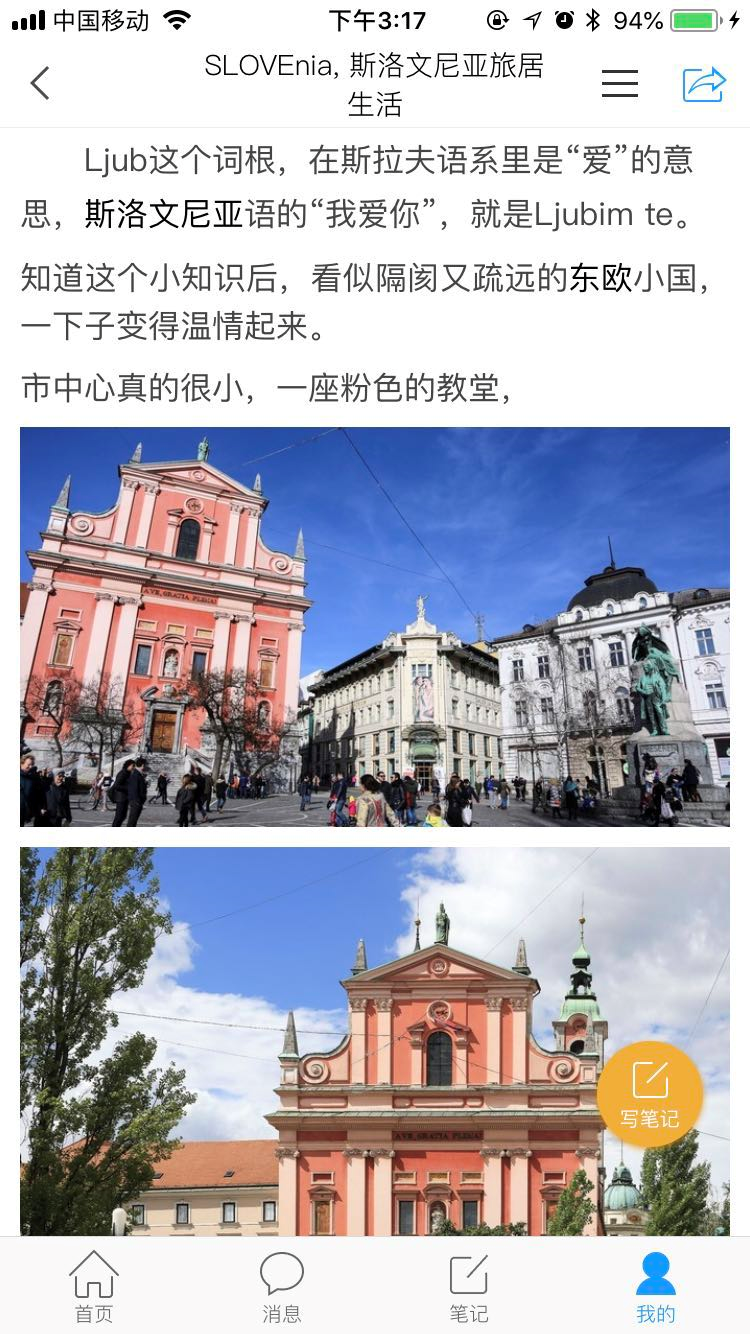 中国移动
下午3:17
94%
SLOVEnia, 斯洛文尼亚旅居
生活
Ljub这个词根，在斯拉夫语系里是“爱”的意
思，斯洛文尼亚语的“我爱你”，就是Ljubim te。
知道这个小知识后，看似隔阂又疏远的东欧小国，
一下子变得温情起来。
市中心真的很小，一座粉色的教堂，
AVE GRATIA PLENA
AVE GRATIA PLENA
写笔记
首页
消息
笔记
我的